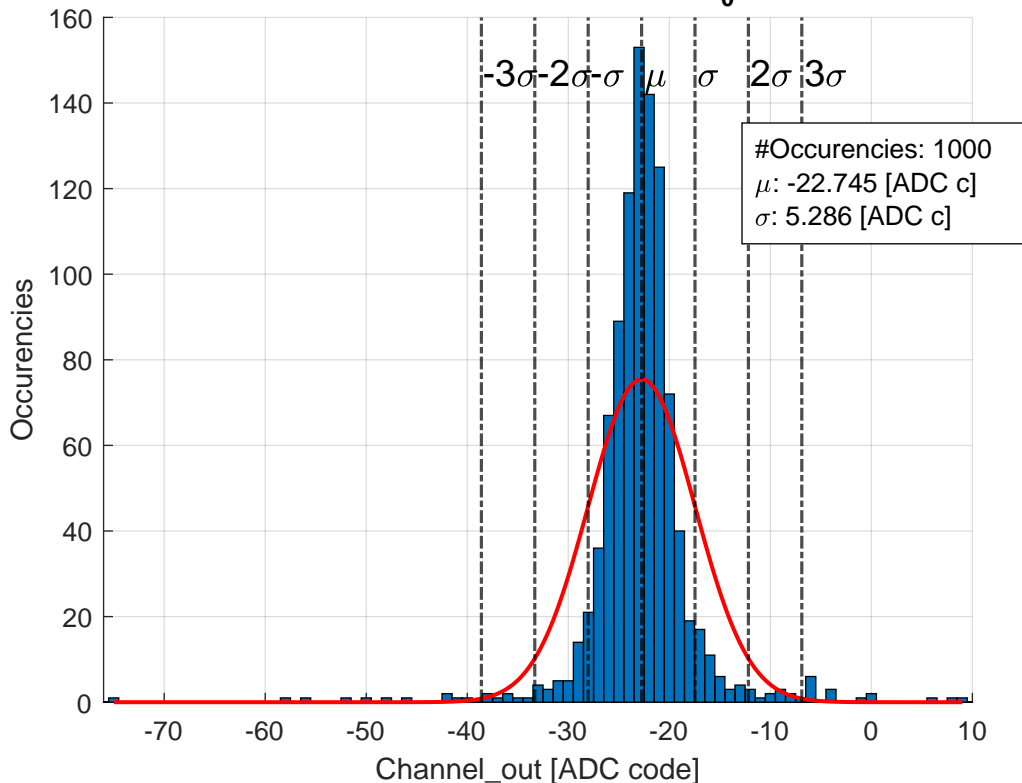 0
160
140
120
100
80
60
40
20
0
Occurencies
-3σ -2σ -σ μ σ 2σ 3σ
#Occurencies: 1000
μ: -22.745 [ADC c]
σ: 5.286 [ADC c]
-70 -60 -50 -40 -30 -20 -10 0 10
Channel_out [ADC code]